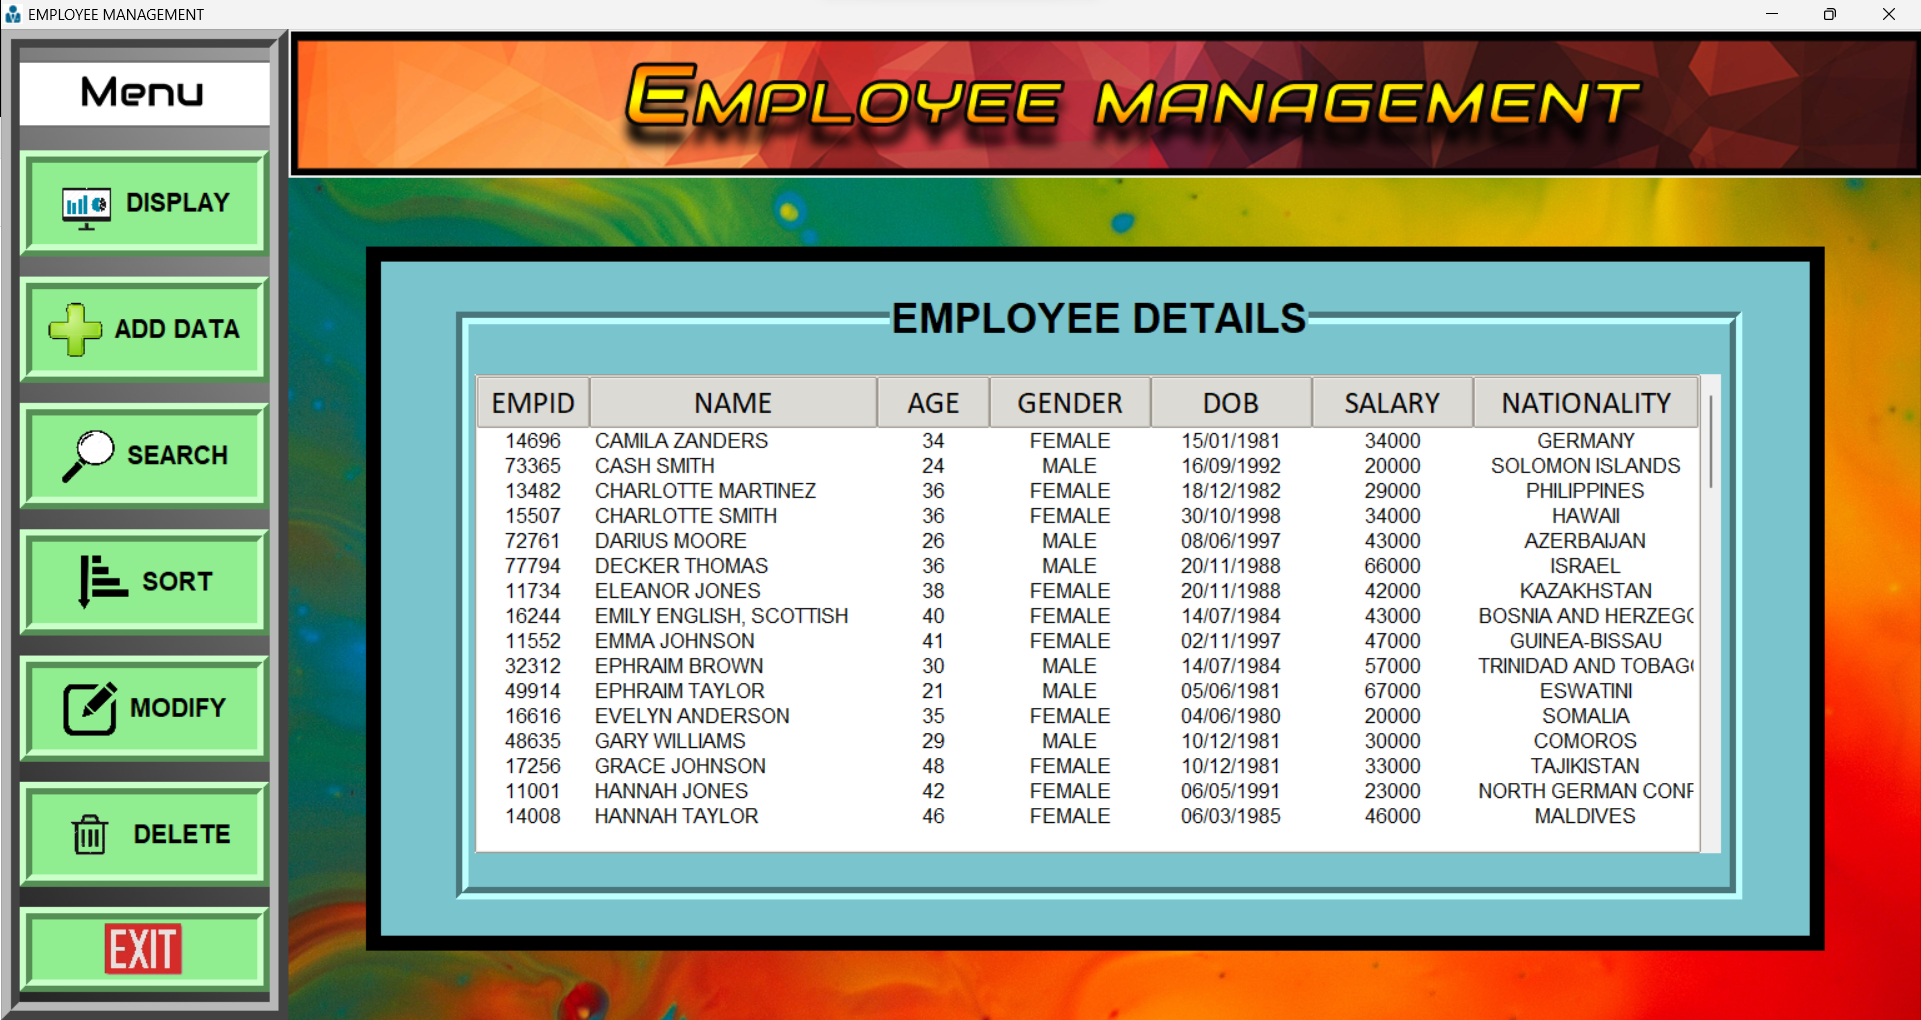 EMPLOYEE MANAGEMENT
Menu
DISPLAY
ADD DATA
SEARCH
SORT
MODIFY
DELETE
EXIT
EMPLOYEE MANAGEMENT
EMPLOYEE DETAILS
EMPID NAME AGE GENDER DOB SALARY NATIONALITY
14696 CAMILA ZANDERS 34 FEMALE 15/01/1981 34000 GERMANY
73365 CASH SMITH 24 MALE 16/09/1992 20000 SOLOMON ISLANDS
13482 CHARLOTTE MARTINEZ 36 FEMALE 18/12/1982 29000 PHILIPPINES
15507 CHARLOTTE SMITH 36 FEMALE 30/10/1998 34000 HAWAII
72761 DARIUS MOORE 26 MALE 08/06/1997 43000 AZERBAIJAN
77794 DECKER THOMAS 36 MALE 20/11/1988 66000 ISRAEL
11734 ELEANOR JONES 38 FEMALE 20/11/1988 42000 KAZAKHSTAN
16244 EMILY ENGLISH, SCOTTISH 40 FEMALE 14/07/1984 43000 BOSNIA AND HERZEGO
11552 EMMA JOHNSON 41 FEMALE 02/11/1997 47000 GUINEA-BISSAU
32312 EPHRAIM BROWN 30 MALE 14/07/1984 57000 TRINIDAD AND TOBAGO
49914 EPHRAIM TAYLOR 21 MALE 05/06/1981 67000 ESWATINI
16616 EVELYN ANDERSON 35 FEMALE 04/06/1980 20000 SOMALIA
48635 GARY WILLIAMS 29 MALE 10/12/1981 30000 COMOROS
17256 GRACE JOHNSON 48 FEMALE 10/12/1981 33000 TAJIKISTAN
11001 HANNAH JONES 42 FEMALE 06/05/1991 23000 NORTH GERMAN CONF
14008 HANNAH TAYLOR 46 FEMALE 06/03/1985 46000 MALDIVES